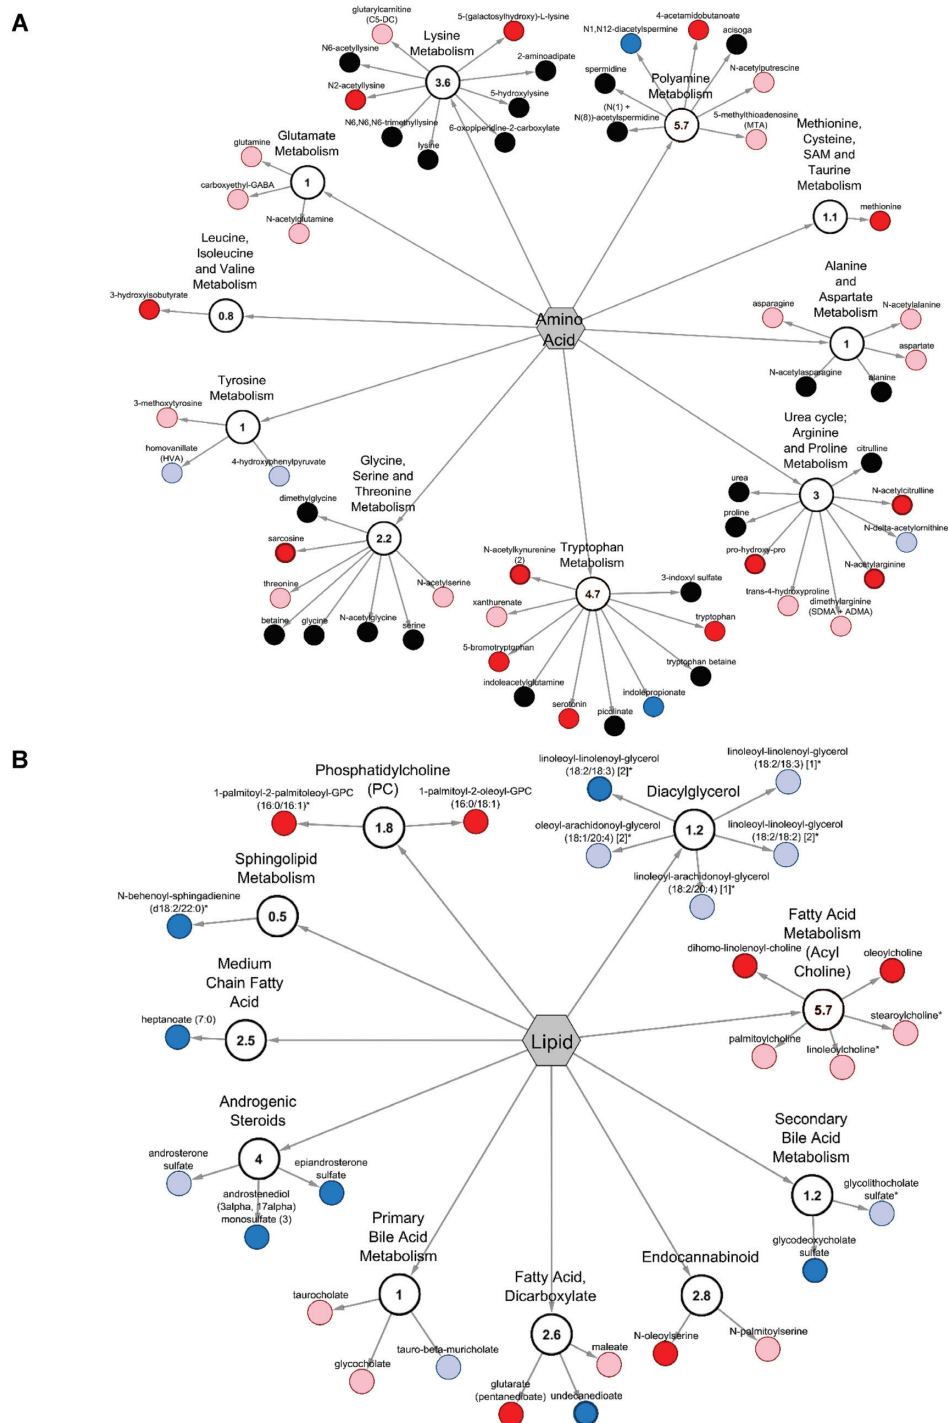 A
glutarylcarnitine
(C5-DC)
5-(galactosylhydroxy)-L-lysine
Lysine
Metabolism
N6-acetyllysine
2-aminoadipate
3.6
N2-acetyllysine
5-hydroxylysine
N6,N6,N6-trimethyllysine
6-oxopiperidine-2-carboxylate
lysine
4-acetamidobutanoate
N1,N12-diacetylspermine
acisoga
spermidine
Polyamine
Metabolism
N-acetylputrescine
5.7
(N(1) +
N(8))-acetylspermidine
5-methylthioadenosine
(MTA)
Glutamate
Metabolism
glutamine
1
carboxyethyl-GABA
N-acetylglutamine
Methionine,
Cysteine,
SAM and
Taurine
Metabolism
1.1
methionine
Leucine,
Isoleucine
and Valine
Metabolism
3-hydroxyisobutyrate
0.8
Amino
Acid
Alanine
and
Aspartate
Metabolism
asparagine
N-acetylalanine
1
aspartate
N-acetylasparagine
alanine
Tyrosine
Metabolism
3-methoxytyrosine
1
homovanillate
(HVA)
4-hydroxyphenylpyruvate
Urea cycle;
Arginine
and Proline
Metabolism
citrulline
urea
3
N-acetylcitrulline
proline
N-delta-acetylornithine
pro-hydroxy-pro
N-acetylarginine
trans-4-hydroxyproline
dimethylarginine
(SDMA + ADMA)
Glycine,
Serine and
Threonine
Metabolism
dimethylglycine
2.2
sarcosine
threonine
N-acetylserine
betaine
glycine
N-acetylglycine
serine
Tryptophan
Metabolism
N-acetylkynurenine
(2)
3-indoxyl sulfate
4.7
xanthurenate
tryptophan
5-bromotryptophan
tryptophan betaine
indoleacetylglutamine
indolepropionate
serotonin
picolinate
B
Phosphatidylcholine
(PC)
1-palmitoyl-2-palmitoleoyl-GPC
(16:0/16:1)*
1-palmitoyl-2-oleoyl-GPC
(16:0/18:1)
1.8
linoleoyl-linolenoyl-glycerol
(18:2/18:3) [2]*
linoleoyl-linolenoyl-glycerol
(18:2/18:3) [1]*
Diacylglycerol
1.2
oleoyl-arachidonoyl-glycerol
(18:1/20:4) [2]*
linoleoyl-linoleoyl-glycerol
(18:2/18:2) [2]*
linoleoyl-arachidonoyl-glycerol
(18:2/20:4) [1]*
Sphingolipid
Metabolism
N-behenoyl-sphingadienine
(d18:2/22:0)*
0.5
Fatty Acid
Metabolism
(Acyl
Choline)
dihomo-linolenoyl-choline
oleoylcholine
5.7
stearoylcholine*
palmitoylcholine
linoleoylcholine*
Medium
Chain Fatty
Acid
heptanoate (7:0)
2.5
Lipid
Androgenic
Steroids
4
androsterone
sulfate
epiandrosterone
sulfate
androstenediol
(3alpha, 17alpha)
monosulfate (3)
Secondary
Bile Acid
Metabolism
1.2
glycolithocholate
sulfate*
glycodeoxycholate
sulfate
Primary
Bile Acid
Metabolism
1
taurocholate
tauro-beta-muricholate
glycocholate
Fatty Acid,
Dicarboxylate
2.6
maleate
glutarate
(pentanedioate)
undecanedioate
Endocannabinoid
2.8
N-oleoylserine
N-palmitoylserine